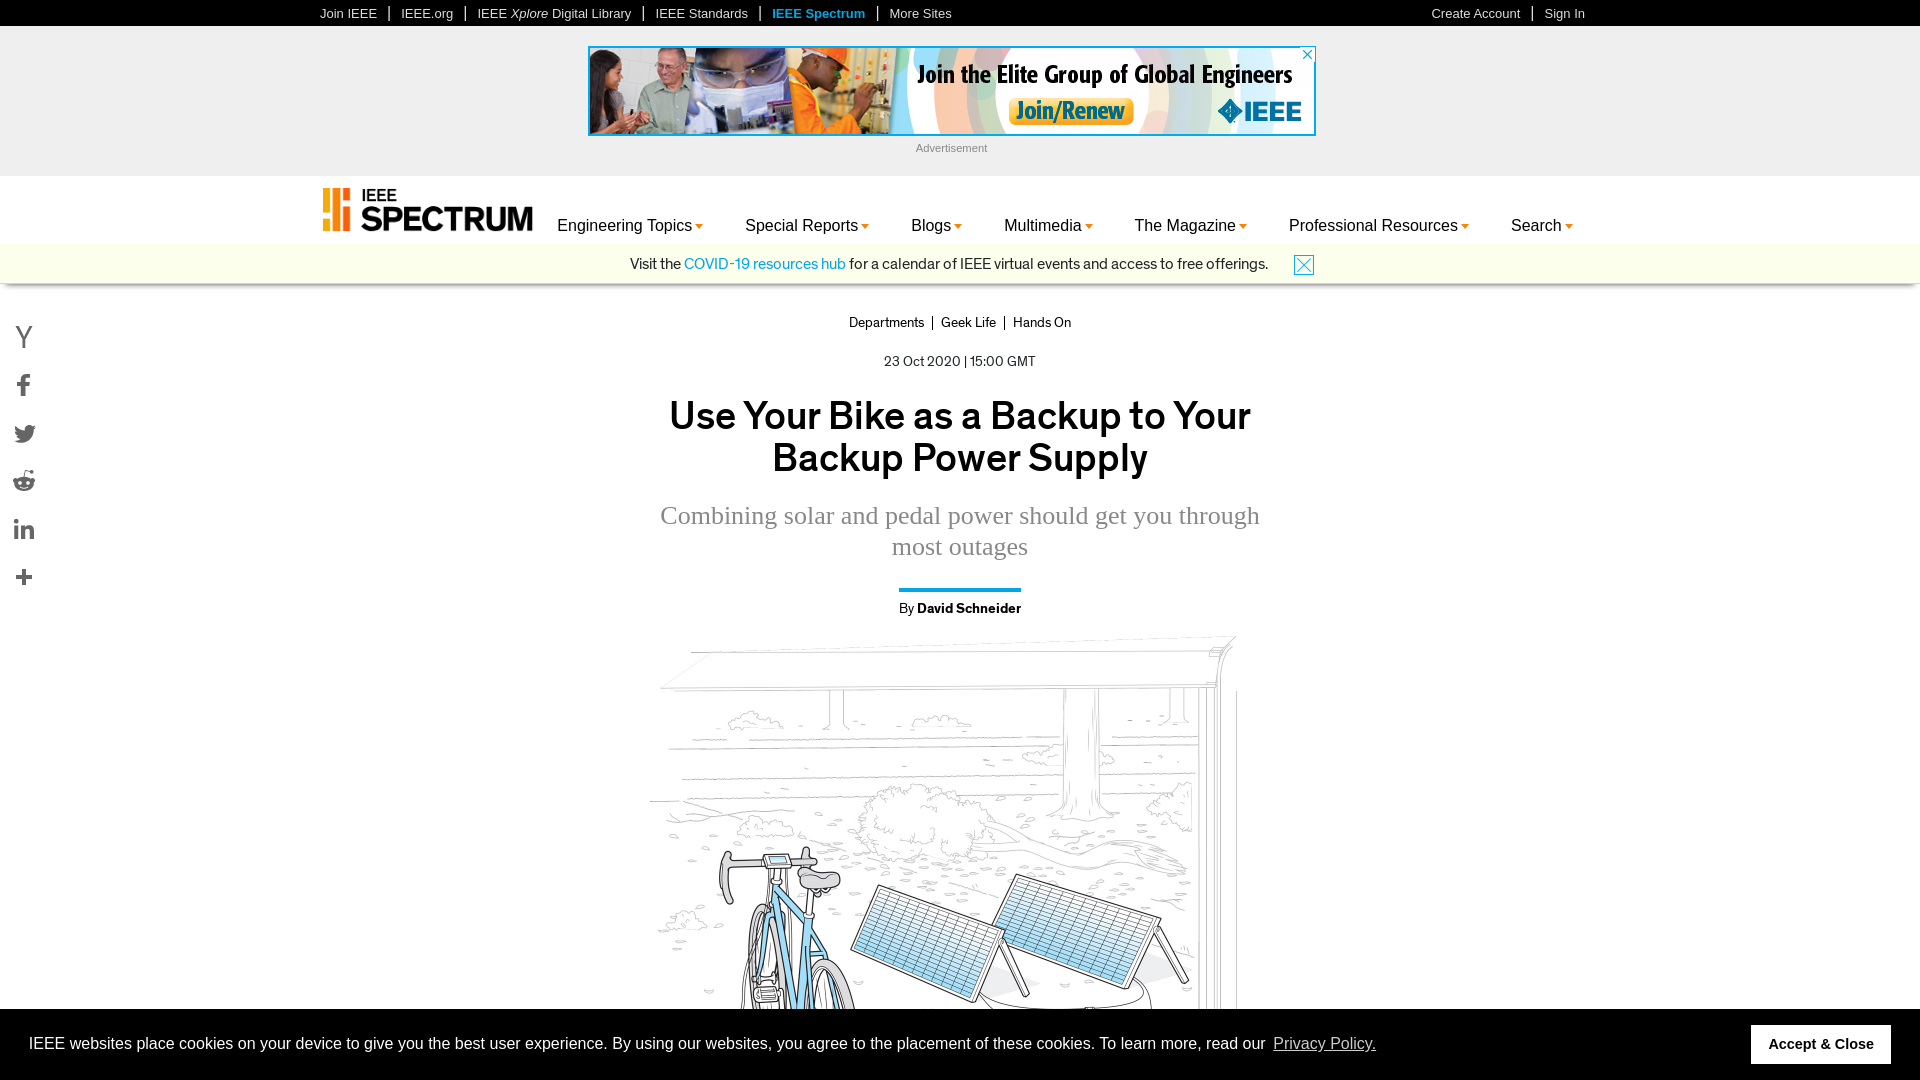 Join IEEE | IEEE.org | IEEE Xplore Digital Library | IEEE Standards | IEEE Spectrum | More Sites
Create Account | Sign In
Join the Elite Group of Global Engineers
Join/Renew
IEEE
Advertisement
IEEE
SPECTRUM
Engineering Topics
Special Reports
Blogs
Multimedia
The Magazine
Professional Resources
Search
Visit the COVID-19 resources hub for a calendar of IEEE virtual events and access to free offerings.
Departments | Geek Life | Hands On
23 Oct 2020 | 15:00 GMT
Use Your Bike as a Backup to Your
Backup Power Supply
Combining solar and pedal power should get you through
most outages
By David Schneider
IEEE websites place cookies on your device to give you the best user experience. By using our websites, you agree to the placement of these cookies. To learn more, read our Privacy Policy.
Accept & Close